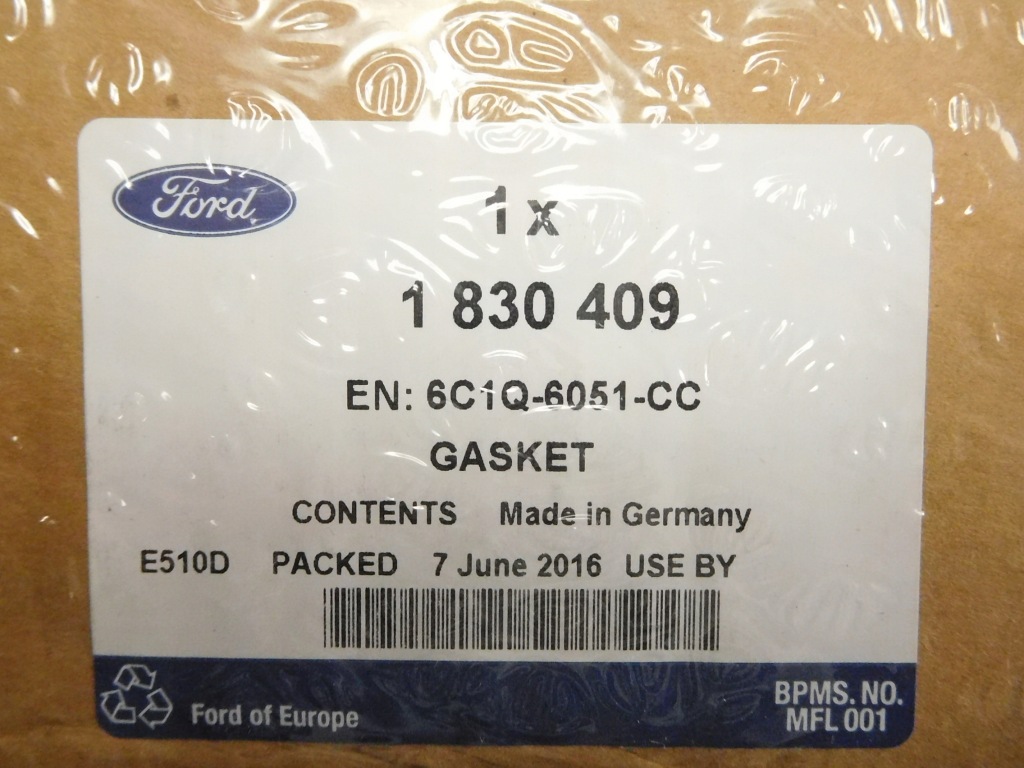 Ford
1 x
1 830 409
EN: 6C1Q-6051-CC
GASKET
CONTENTS Made in Germany
E510D PACKED 7 June 2016 USE BY
Ford of Europe
BPMS. NO.
MFL 001